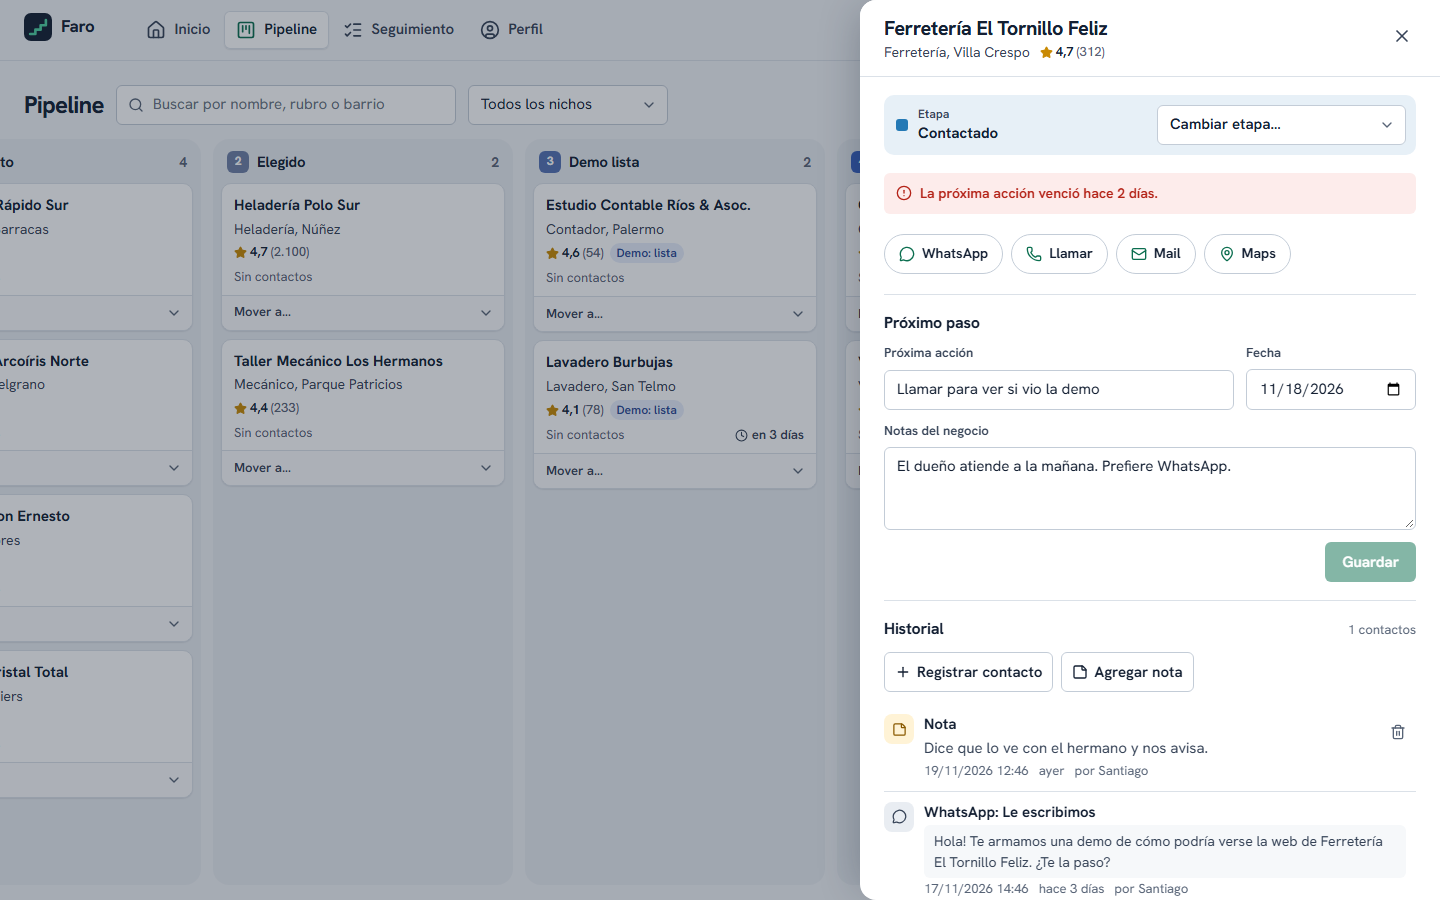 Faro
Inicio
Pipeline
Seguimiento
Perfil
Pipeline
Buscar por nombre, rubro o barrio
Todos los nichos
to
4
Rápido Sur
arracas
Arcoíris Norte
elgrano
on Ernesto
res
ristal Total
iers
2
Elegido
2
Heladería Polo Sur
Heladería, Núñez
4,7 (2.100)
Sin contactos
Mover a...
Taller Mecánico Los Hermanos
Mecánico, Parque Patricios
4,4 (233)
Sin contactos
Mover a...
3
Demo lista
2
Estudio Contable Ríos & Asoc.
Contador, Palermo
4,6 (54) Demo: lista
Sin contactos
Mover a...
Lavadero Burbujas
Lavadero, San Telmo
4,1 (78) Demo: lista
Sin contactos
en 3 días
Mover a...
Ferretería El Tornillo Feliz
Ferretería, Villa Crespo
4,7 (312)
Etapa
Contactado
Cambiar etapa...
La próxima acción venció hace 2 días.
WhatsApp
Llamar
Mail
Maps
Próximo paso
Próxima acción
Fecha
Llamar para ver si vio la demo
11/18/2026
Notas del negocio
El dueño atiende a la mañana. Prefiere WhatsApp.
Guardar
Historial
1 contactos
Registrar contacto
Agregar nota
Nota
Dice que lo ve con el hermano y nos avisa.
19/11/2026 12:46 ayer por Santiago
WhatsApp: Le escribimos
Hola! Te armamos una demo de cómo podría verse la web de Ferretería
El Tornillo Feliz. ¿Te la paso?
17/11/2026 14:46 hace 3 días por Santiago